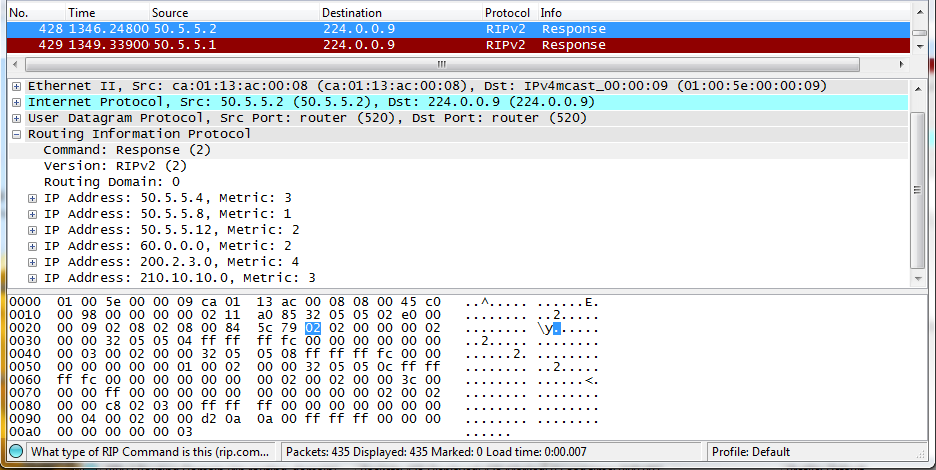 No. Time Source Destination Protocol Info
428 1346.24800 50.5.5.2 224.0.0.9 RIPv2 Response
429 1349.33900 50.5.5.1 224.0.0.9 RIPv2 Response
Ethernet II, Src: ca:01:13:ac:00:08 (ca:01:13:ac:00:08), Dst: IPv4mcast_00:00:09 (01:00:5e:00:00:09)
Internet Protocol, Src: 50.5.5.2 (50.5.5.2), Dst: 224.0.0.9 (224.0.0.9)
User Datagram Protocol, Src Port: router (520), Dst Port: router (520)
Routing Information Protocol
Command: Response (2)
Version: RIPv2 (2)
Routing Domain: 0
IP Address: 50.5.5.4, Metric: 3
IP Address: 50.5.5.8, Metric: 1
IP Address: 50.5.5.12, Metric: 2
IP Address: 60.0.0.0, Metric: 2
IP Address: 200.2.3.0, Metric: 4
IP Address: 210.10.10.0, Metric: 3
0000 01 00 5e 00 00 09 ca 01 13 ac 00 08 08 00 45 c0 ..^..... ......E.
0010 00 98 00 00 00 00 02 11 a0 85 32 05 05 02 e0 00 ........ ..2.....
0020 00 09 02 08 02 08 00 84 5c 79 02 02 00 00 00 02 ........ \y......
0030 00 00 32 05 05 04 ff ff ff fc 00 00 00 00 00 00 ..2..... ........
0040 00 03 00 02 00 00 32 05 05 08 ff ff ff fc 00 00 ......2. ........
0050 00 00 00 00 00 01 00 02 00 00 32 05 05 0c ff ff ........ ..2.....
0060 ff fc 00 00 00 00 00 00 00 02 00 02 00 00 3c 00 ........ ......<.
0070 00 00 ff 00 00 00 00 00 00 00 00 00 00 02 00 02 ........ ........
0080 00 00 c8 02 03 00 ff ff ff 00 00 00 00 00 00 00 ........ ........
0090 00 04 00 02 00 00 d2 0a 0a 00 ff ff ff 00 00 00 ........ ........
00a0 00 00 00 00 00 03 ......
What type of RIP Command is this (rip.com... Packets: 435 Displayed: 435 Marked: 0 Load time: 0:00.007 Profile: Default